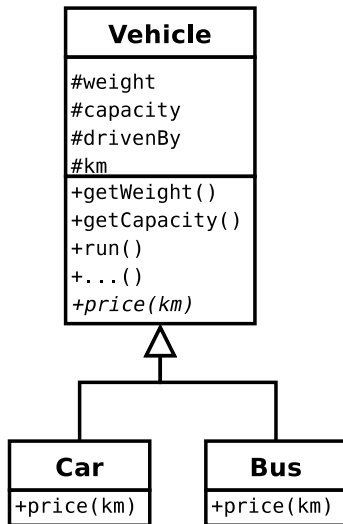 Vehicle
#weight
#capacity
#drivenBy
#km
+getWeight()
+getCapacity()
+run()
+...()
+price(km)
Car
Bus
+price(km)
+price(km)